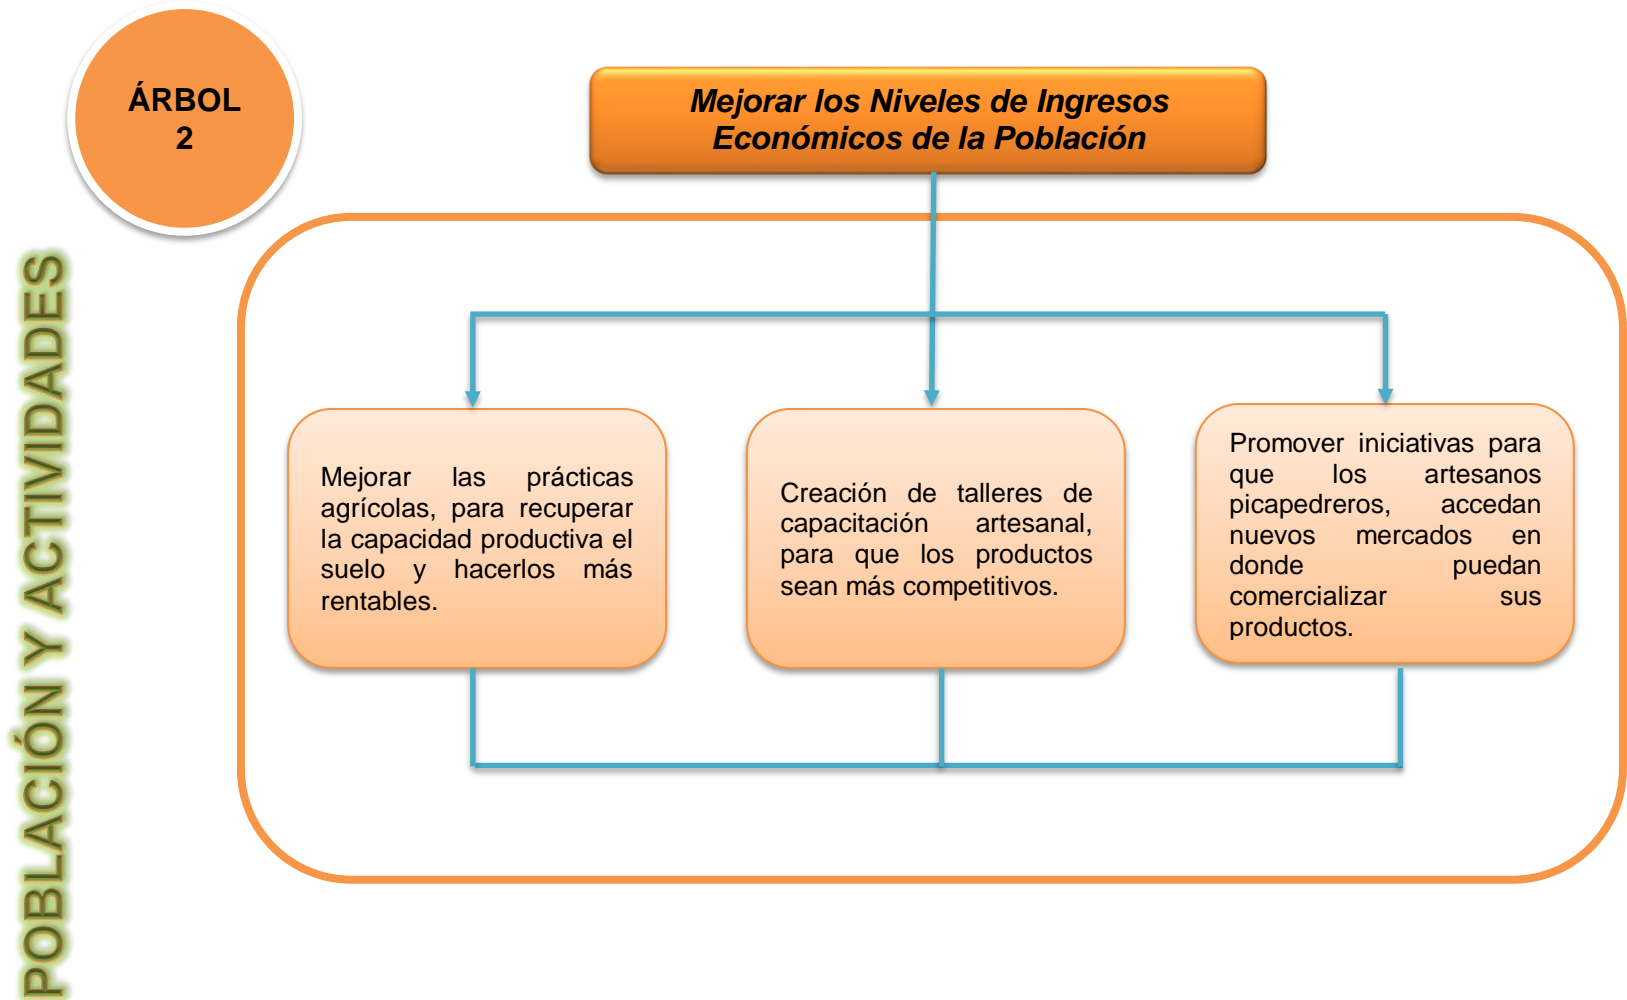 ÁRBOL
2
Mejorar los Niveles de Ingresos
Económicos de la Población
POBLACIÓN Y ACTIVIDADES
Mejorar las prácticas
agrícolas, para recuperar
la capacidad productiva el
suelo y hacerlos más
rentables.
Creación de talleres de
capacitación artesanal,
para que los productos
sean más competitivos.
Promover iniciativas para
que los artesanos
picapedreros, accedan
nuevos mercados en
donde puedan
comercializar sus
productos.